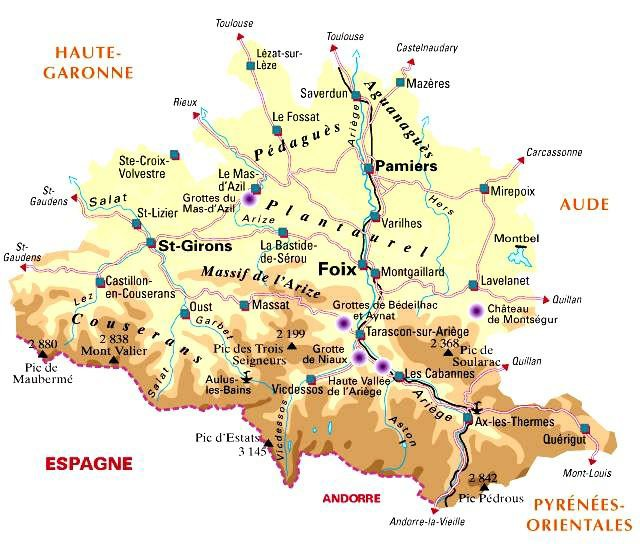 Toulouse
Toulouse
Castelnaudary
HAUTE-
GARONNE
Lézat-sur-
Lèze
Mazères
Saverdun
Rieux
Le Fossat
Ariège
Aguanaguès
Pédaguès
Carcassonne
Ste-Croix-
Volvestre
Pamiers
Le Mas-
d'Azil
Mirepoix
St-
Gaudens
Salat
Grottes du
Mas-d'Azil
Hers
AUDE
St-Lizier
Arize
Plantaurel
Varilhes
St-
Gaudens
St-Girons
La Bastide-
de-Sérou
Montbel
Foix
Montgaillard
Massif de l'Arize
Castillon-
en-Couserans
Lavelanet
Lez
Oust
Massat
Grottes de Bédeilhac
et Aynat
Quillan
Château
de Montségur
Couserans
Garbet
Tarascon-sur-Ariège
2 880
Pic de
Maubermé
2 838
Mont Valier
2 199
Pic des Trois
Seigneurs
Grotte
de Niaux
2 368
Pic de
Soularac
Quillan
Salat
Aulus-
les-Bains
Vicdessos
Haute Vallée
de l'Ariège
Les Cabannes
Ariège
Vicdessos
Aston
Ax-les-Thermes
Pic d'Estats
3 145
Quérigut
ESPAGNE
Mont-Louis
2 842
Pic Pédrous
ANDORRE
Andorre-la-Vieille
PYRÉNÉES-
ORIENTALES